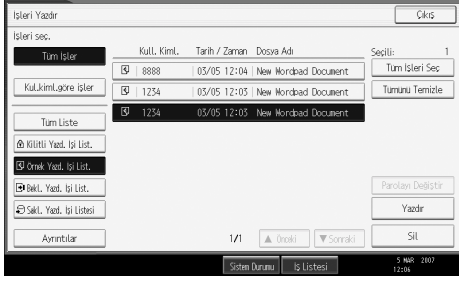 İşleri Yazdır
Çıkış
İşleri seç.
Tüm İşler
Kul.kiml.göre işler
Tüm Liste
Kilitli Yazd. İşi List.
Örnek Yazd. İşi List.
Bekl. Yazd. İşi List.
Sakl. Yazd. İşi Listesi
Ayrıntılar
Kull. Kiml. Tarih / Zaman Dosya Adı
8888 03/05 12:04 New Wordpad Document
1234 03/05 12:03 New Wordpad Document
1234 03/05 12:03 New Wordpad Document
1/1 Önceki Sonraki
Seçili: 1
Tüm İşleri Seç
Tümünü Temizle
Parolayı Değiştir
Yazdır
Sil
Sistem Durumu İş Listesi
5 MAR 2007
12:06